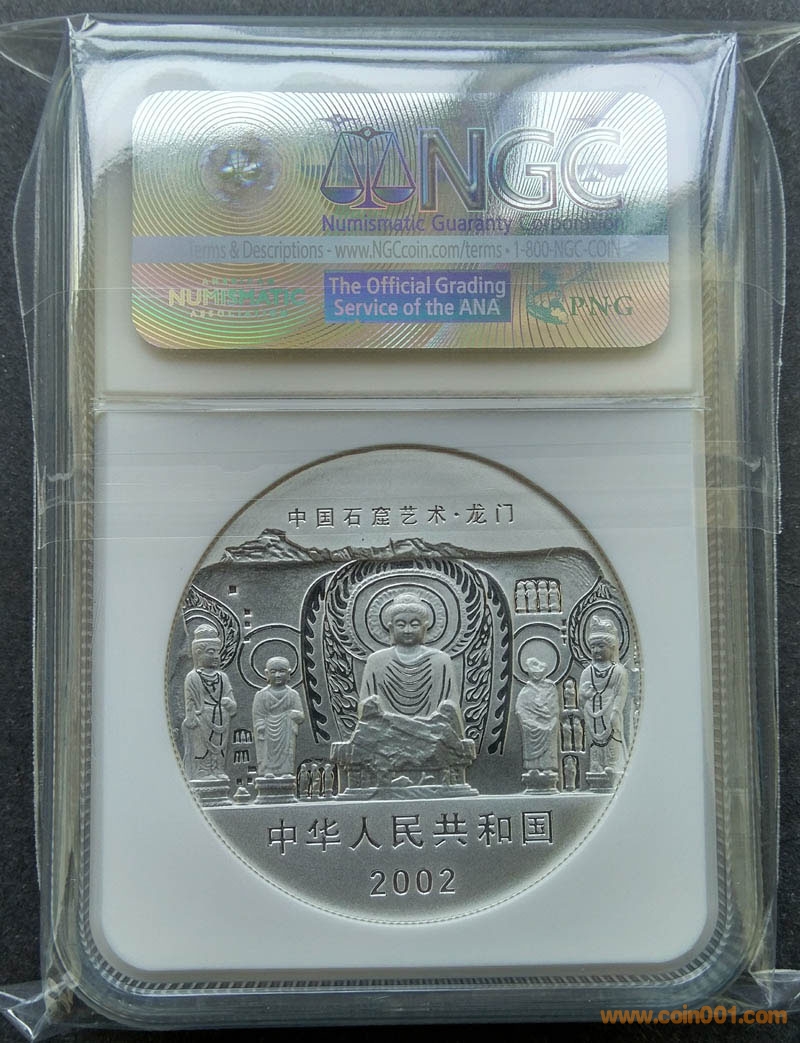 NGC
Numismatic Guaranty Corporation
Terms & Descriptions - www.NGCcoin.com/terms • 1-800-NGC-COIN
AMERICAN
NUMISMATIC
ASSOCIATION
The Official Grading
Service of the ANA
PNG
中国石窟艺术·龙门
中华人民共和国
2002
www.coin001.com